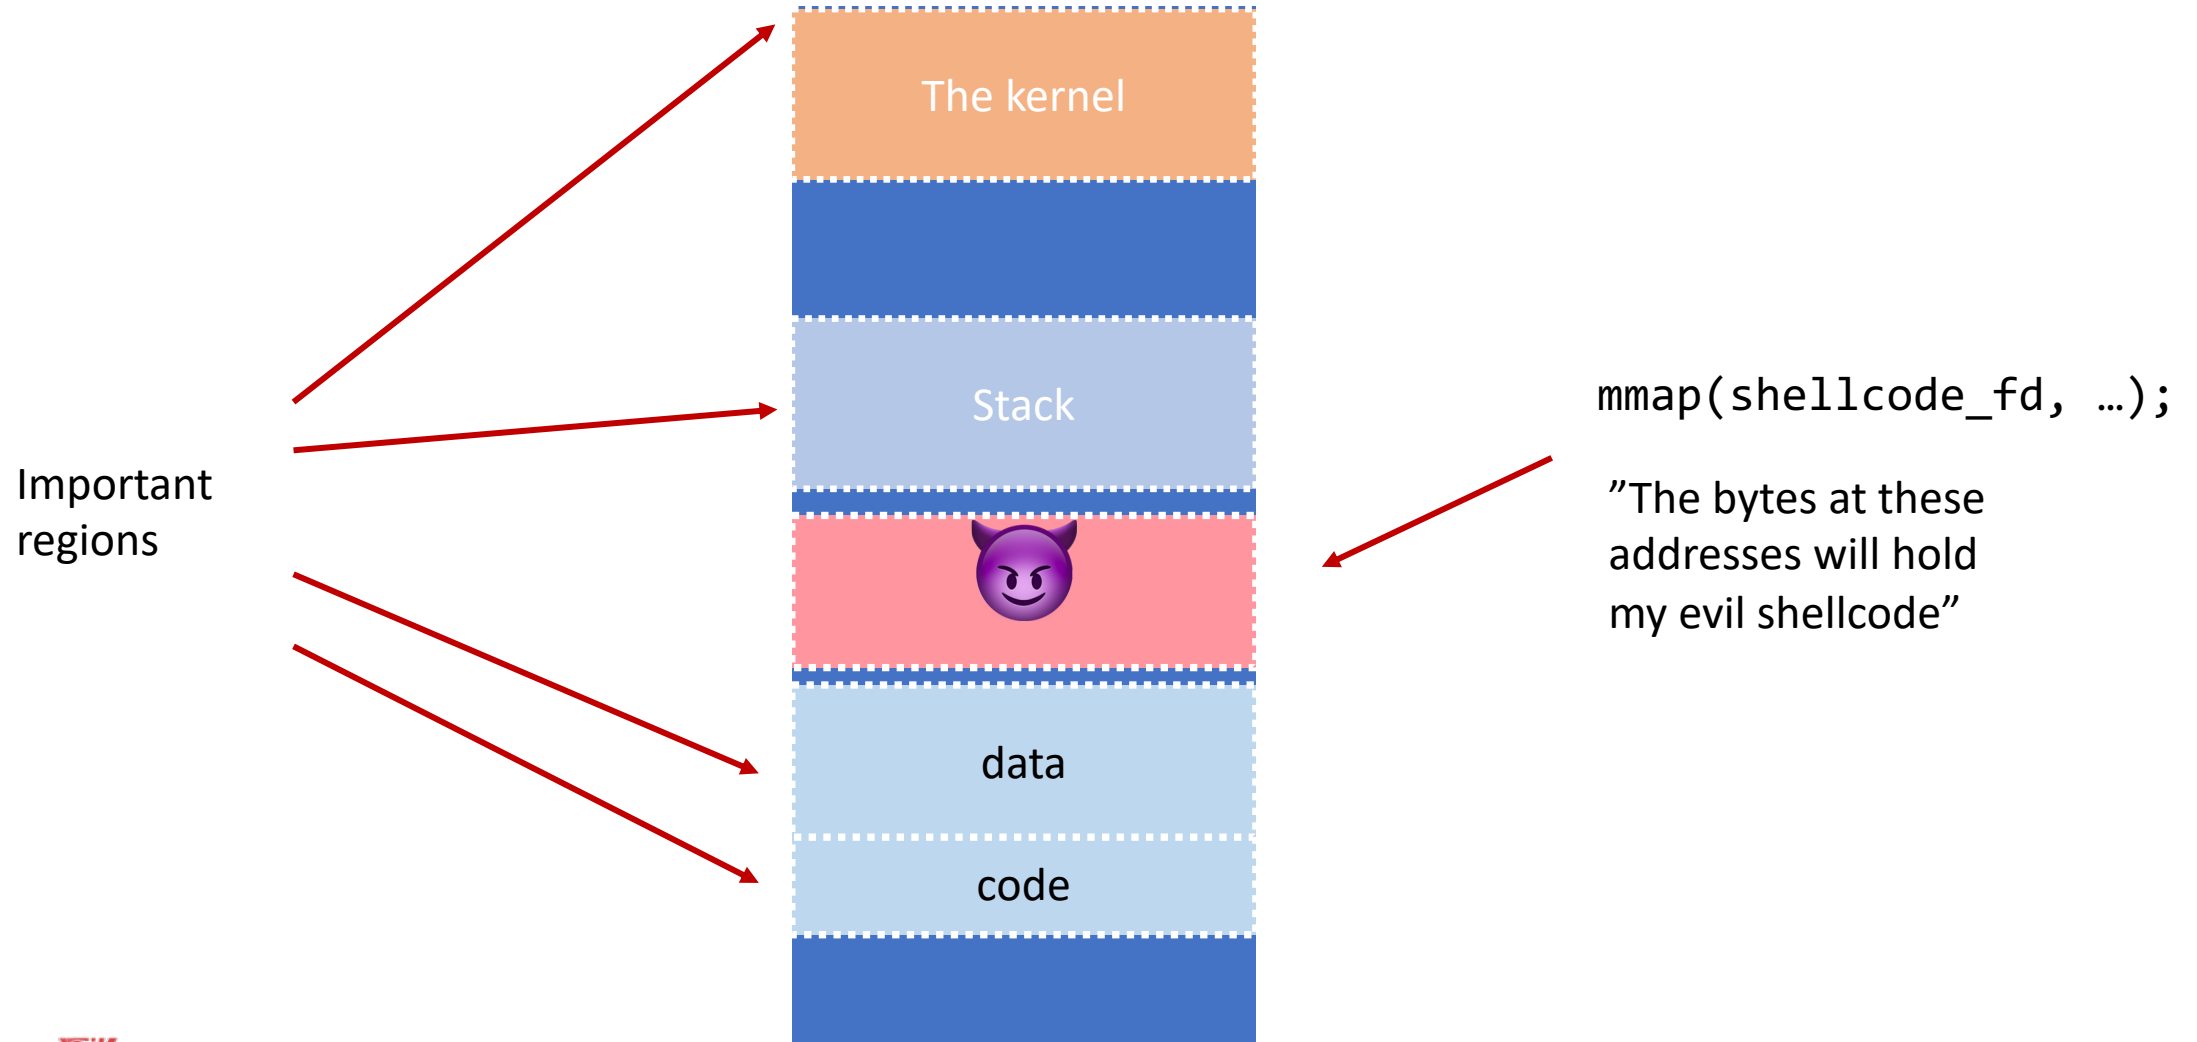 The kernel
Stack
mmap(shellcode_fd, …);
Important
regions
”The bytes at these
addresses will hold
my evil shellcode”
data
code